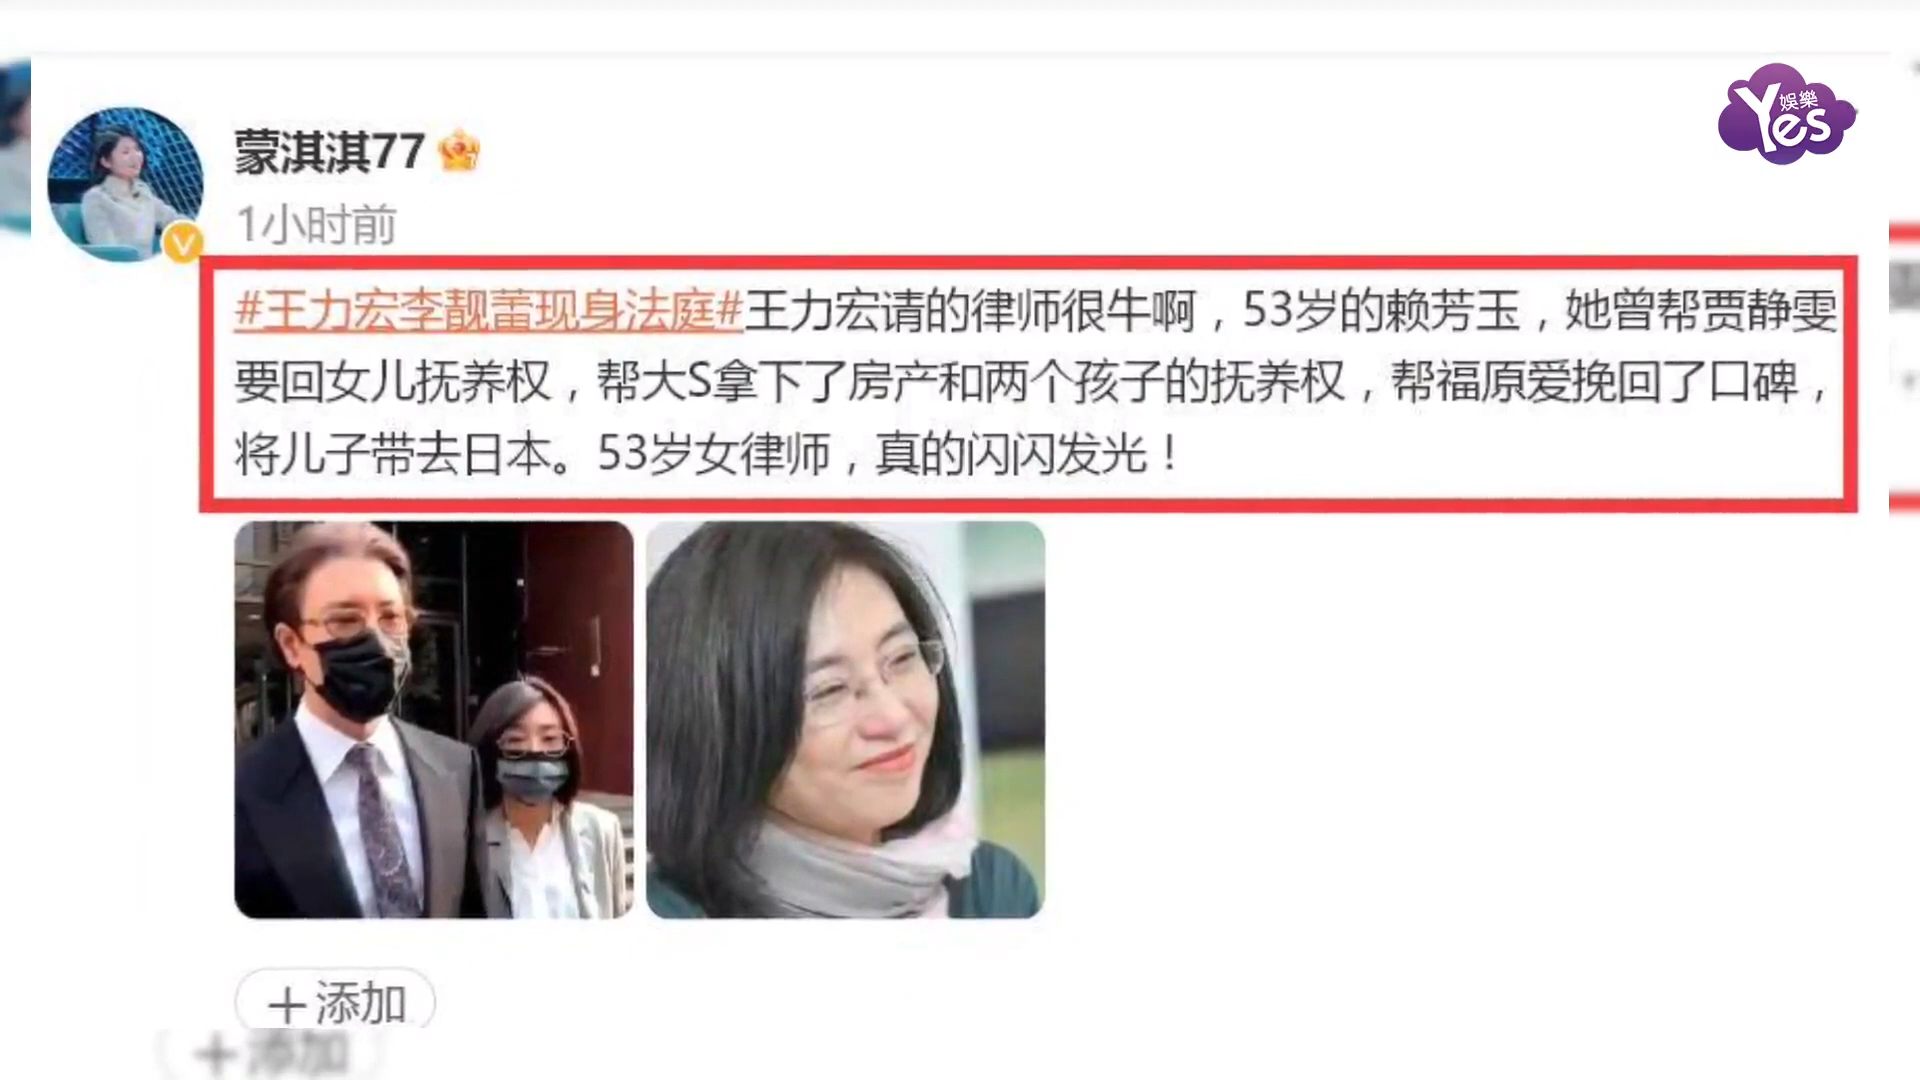 Yes 娛樂
蒙淇淇77
1小时前
#王力宏李靓蕾现身法庭#王力宏请的律师很牛啊，53岁的赖芳玉，她曾帮贾静雯
要回女儿抚养权，帮大S拿下了房产和两个孩子的抚养权，帮福原爱挽回了口碑，
将儿子带去日本。53岁女律师，真的闪闪发光！
＋添加
＋添加